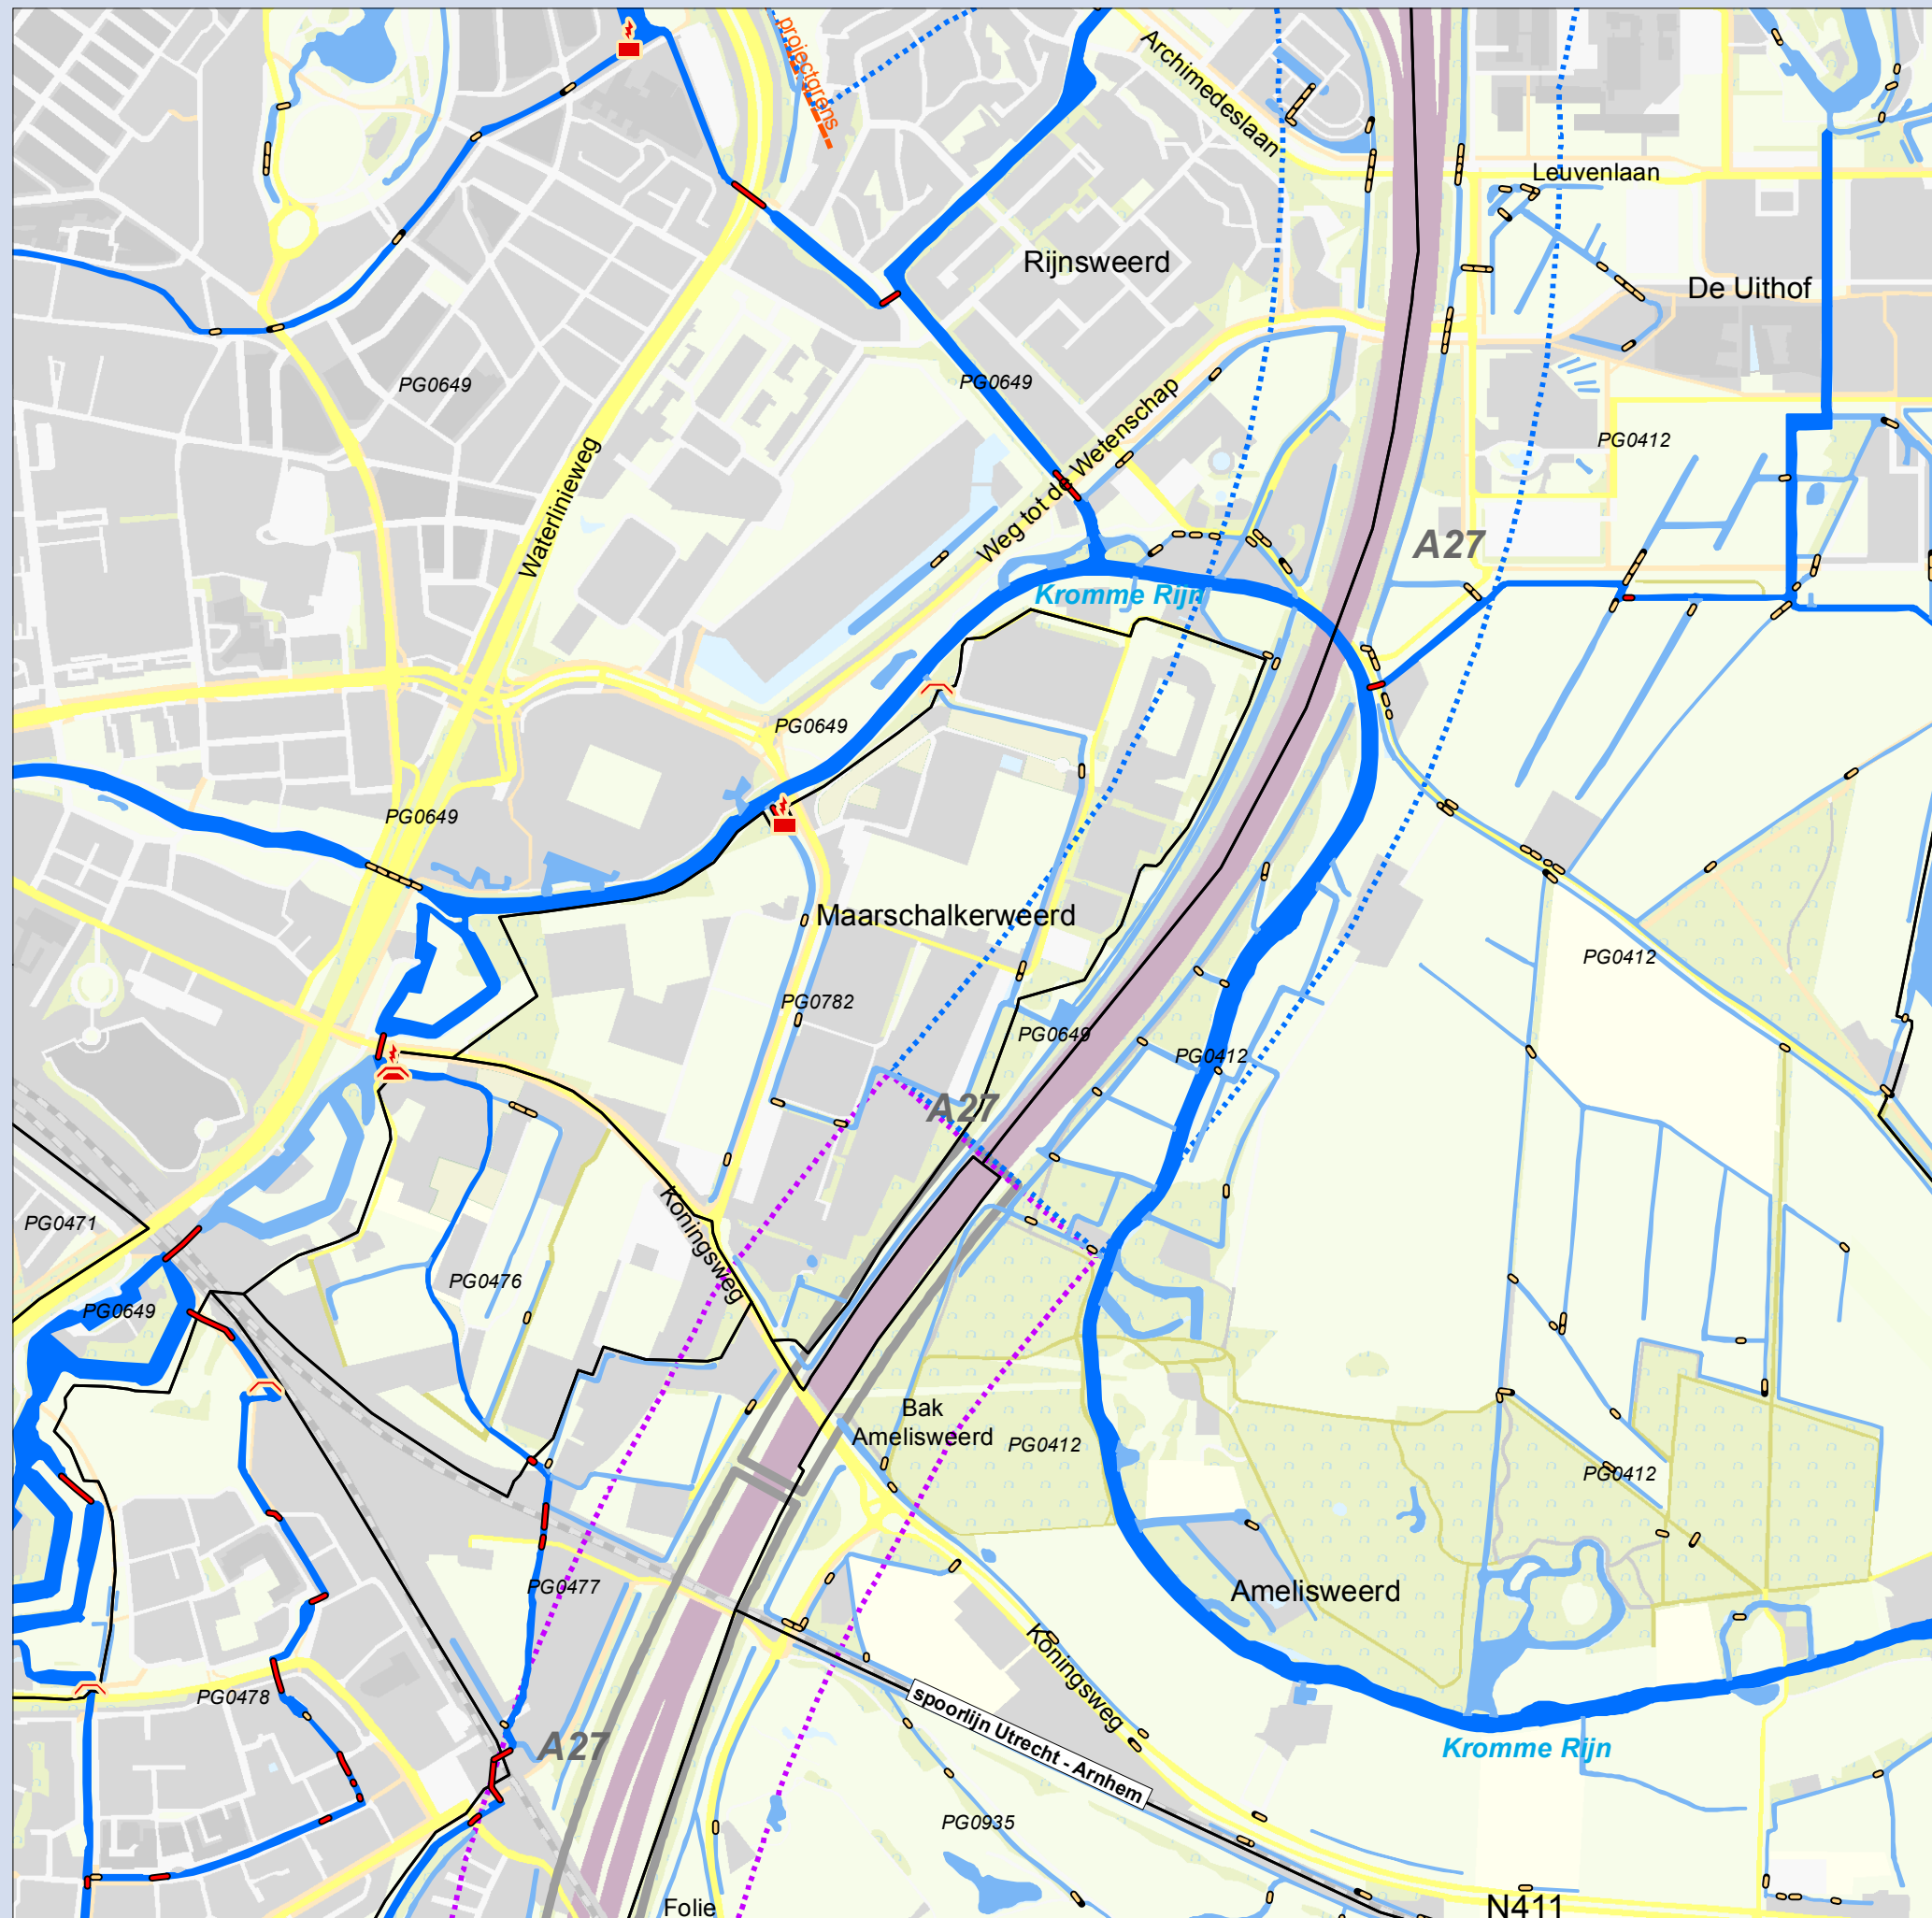 projectgrens
Archimedeslaan
Leuvenlaan
Rijnsweerd
De Uithof
PG0649
PG0649
Weg tot de Wetenschap
PG0412
Waterlinieweg
A27
Kromme Rijn
PG0649
PG0649
Maarschalkerweerd
PG0412
PG0782
PG0649
PG0412
A27
PG0471
Koningsweg
PG0476
PG0649
Bak
Amelisweerd
PG0412
PG0412
PG0477
Amelisweerd
Koningsweg
PG0478
spoorlijn Utrecht - Arnhem
A27
Kromme Rijn
PG0935
Folie
N411